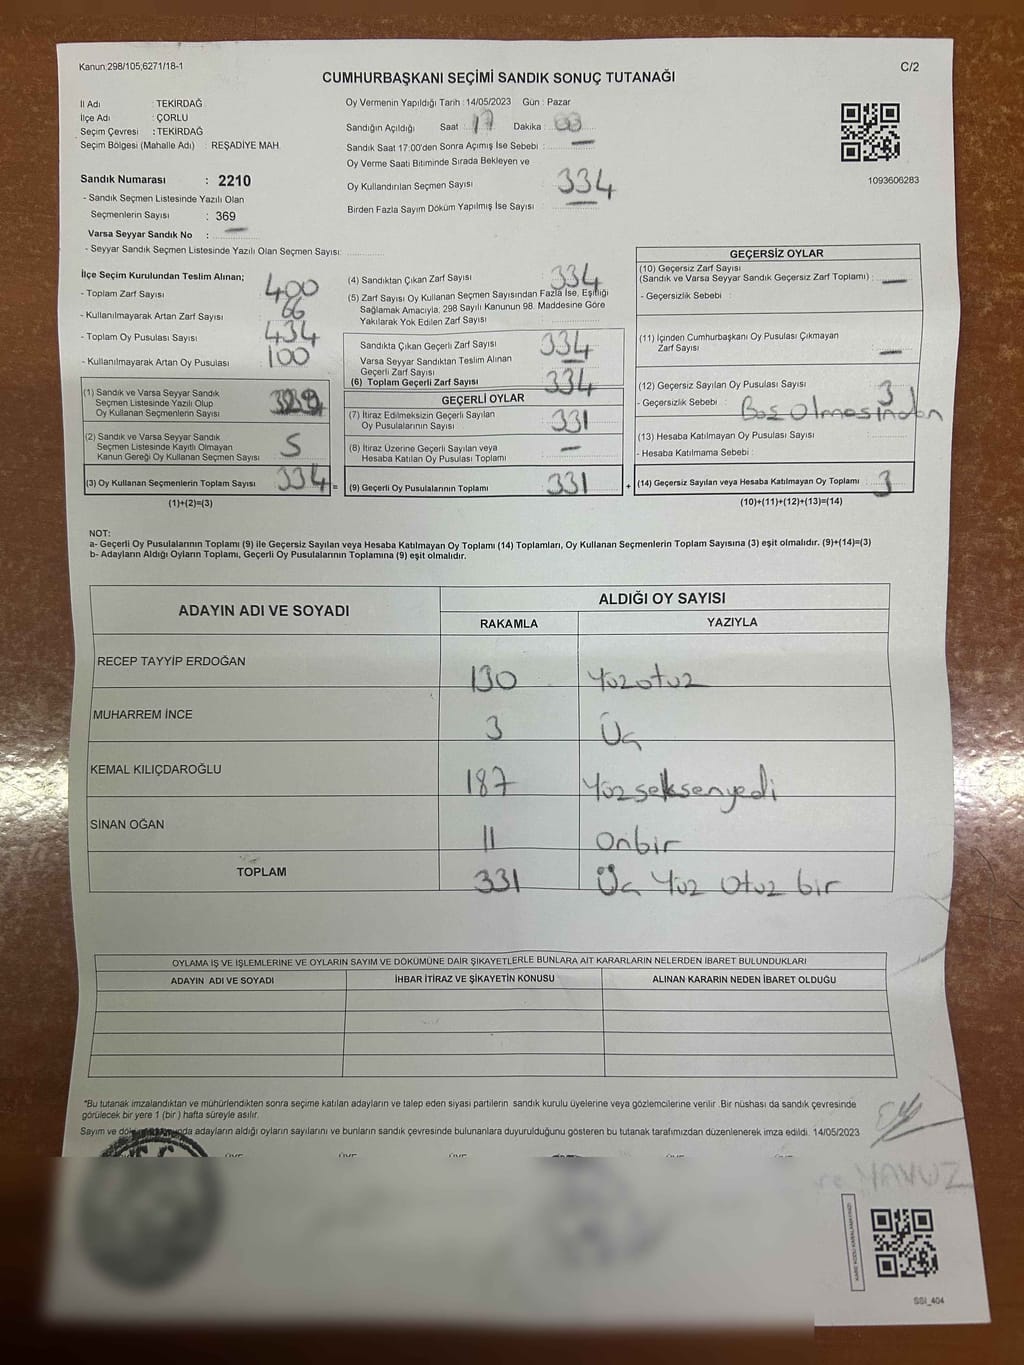 Kanun;298/105;6271/18-1
C/2
CUMHURBAŞKANI SEÇİMİ SANDIK SONUÇ TUTANAĞI
İl Adı : TEKİRDAĞ
İlçe Adı : ÇORLU
Seçim Çevresi : TEKİRDAĞ
Seçim Bölgesi (Mahalle Adı) : REŞADİYE MAH.
Sandık Numarası : 2210
- Sandık Seçmen Listesinde Yazılı Olan
Seçmenlerin Sayısı : 369
Varsa Seyyar Sandık No : —
- Seyyar Sandık Seçmen Listesinde Yazılı Olan Seçmen Sayısı:
Oy Vermenin Yapıldığı Tarih : 14/05/2023 Gün : Pazar
Sandığın Açıldığı Saat : 17 Dakika :
Sandık Saat 17:00'den Sonra Açımış İse Sebebi : —
Oy Verme Saati Bitiminde Sırada Bekleyen ve
Oy Kullandırılan Seçmen Sayısı : 334
Birden Fazla Sayım Döküm Yapılmış İse Sayısı : —
1093606283
İlçe Seçim Kurulundan Teslim Alınan;
- Toplam Zarf Sayısı : 400
- Kullanılmayarak Artan Zarf Sayısı : 66
- Toplam Oy Pusulası Sayısı : 434
- Kullanılmayarak Artan Oy Pusulası : 100
(1) Sandık ve Varsa Seyyar Sandık
Seçmen Listesinde Yazılı Olup
Oy Kullanan Seçmenlerin Sayısı :
(2) Sandık ve Varsa Seyyar Sandık
Seçmen Listesinde Kayıtlı Olmayan
Kanun Gereği Oy Kullanan Seçmen Sayısı : 5
(3) Oy Kullanan Seçmenlerin Toplam Sayısı : 334 =
(1)+(2)=(3)
(4) Sandıktan Çıkan Zarf Sayısı : 334
(5) Zarf Sayısı Oy Kullanan Seçmen Sayısından Fazla İse, Eşitliği
Sağlamak Amacıyla, 298 Sayılı Kanunun 98. Maddesine Göre
Yakılarak Yok Edilen Zarf Sayısı :
Sandıkta Çıkan Geçerli Zarf Sayısı : 334
Varsa Seyyar Sandıktan Teslim Alınan
Geçerli Zarf Sayısı : —
(6) Toplam Geçerli Zarf Sayısı : 334
GEÇERLİ OYLAR
(7) İtiraz Edilmeksizin Geçerli Sayılan
Oy Pusulalarının Sayısı : 331
(8) İtiraz Üzerine Geçerli Sayılan veya
Hesaba Katılan Oy Pusulası Toplamı : —
(9) Geçerli Oy Pusulalarının Toplamı : 331 +
GEÇERSİZ OYLAR
(10) Geçersiz Zarf Sayısı
(Sandık ve Varsa Seyyar Sandık Geçersiz Zarf Toplamı) : —
- Geçersizlik Sebebi :
(11) İçinden Cumhurbaşkanı Oy Pusulası Çıkmayan
Zarf Sayısı : —
(12) Geçersiz Sayılan Oy Pusulası Sayısı : 3
- Geçersizlik Sebebi : Boş Olmasından
(13) Hesaba Katılmayan Oy Pusulası Sayısı :
- Hesaba Katılmama Sebebi :
(14) Geçersiz Sayılan veya Hesaba Katılmayan Oy Toplamı : 3
(10)+(11)+(12)+(13)=(14)
NOT:
a- Geçerli Oy Pusulalarının Toplamı (9) ile Geçersiz Sayılan veya Hesaba Katılmayan Oy Toplamı (14) Toplamları, Oy Kullanan Seçmenlerin Toplam Sayısına (3) eşit olmalıdır. (9)+(14)=(3)
b- Adayların Aldığı Oyların Toplamı, Geçerli Oy Pusulalarının Toplamına (9) eşit olmalıdır.
ADAYIN ADI VE SOYADI
ALDIĞI OY SAYISI
RAKAMLA YAZIYLA
RECEP TAYYİP ERDOĞAN 130 Yüzotuz
MUHARREM İNCE 3 Üç
KEMAL KILIÇDAROĞLU 187 Yüzseksenyedi
SİNAN OĞAN 11 Onbir
TOPLAM 331 Üç Yüz Otuz bir
OYLAMA İŞ VE İŞLEMLERİNE VE OYLARIN SAYIM VE DÖKÜMÜNE DAİR ŞİKAYETLERLE BUNLARA AİT KARARLARIN NELERDEN İBARET BULUNDUKLARI
ADAYIN ADI VE SOYADI İHBAR İTİRAZ VE ŞİKAYETİN KONUSU ALINAN KARARIN NEDEN İBARET OLDUĞU
*Bu tutanak imzalandıktan ve mühürlendikten sonra seçime katılan adayların ve talep eden siyasi partilerin sandık kurulu üyelerine veya gözlemcilerine verilir. Bir nüshası da sandık çevresinde
görülecek bir yere 1 (bir) hafta süreyle asılır.
Sayım ve adayların aldığı oyların sayılarını ve bunların sandık çevresinde bulunanlara duyurulduğunu gösteren bu tutanak tarafımızdan düzenlenerek imza edildi. 14/05/2023
YAVUZ
SSI_404